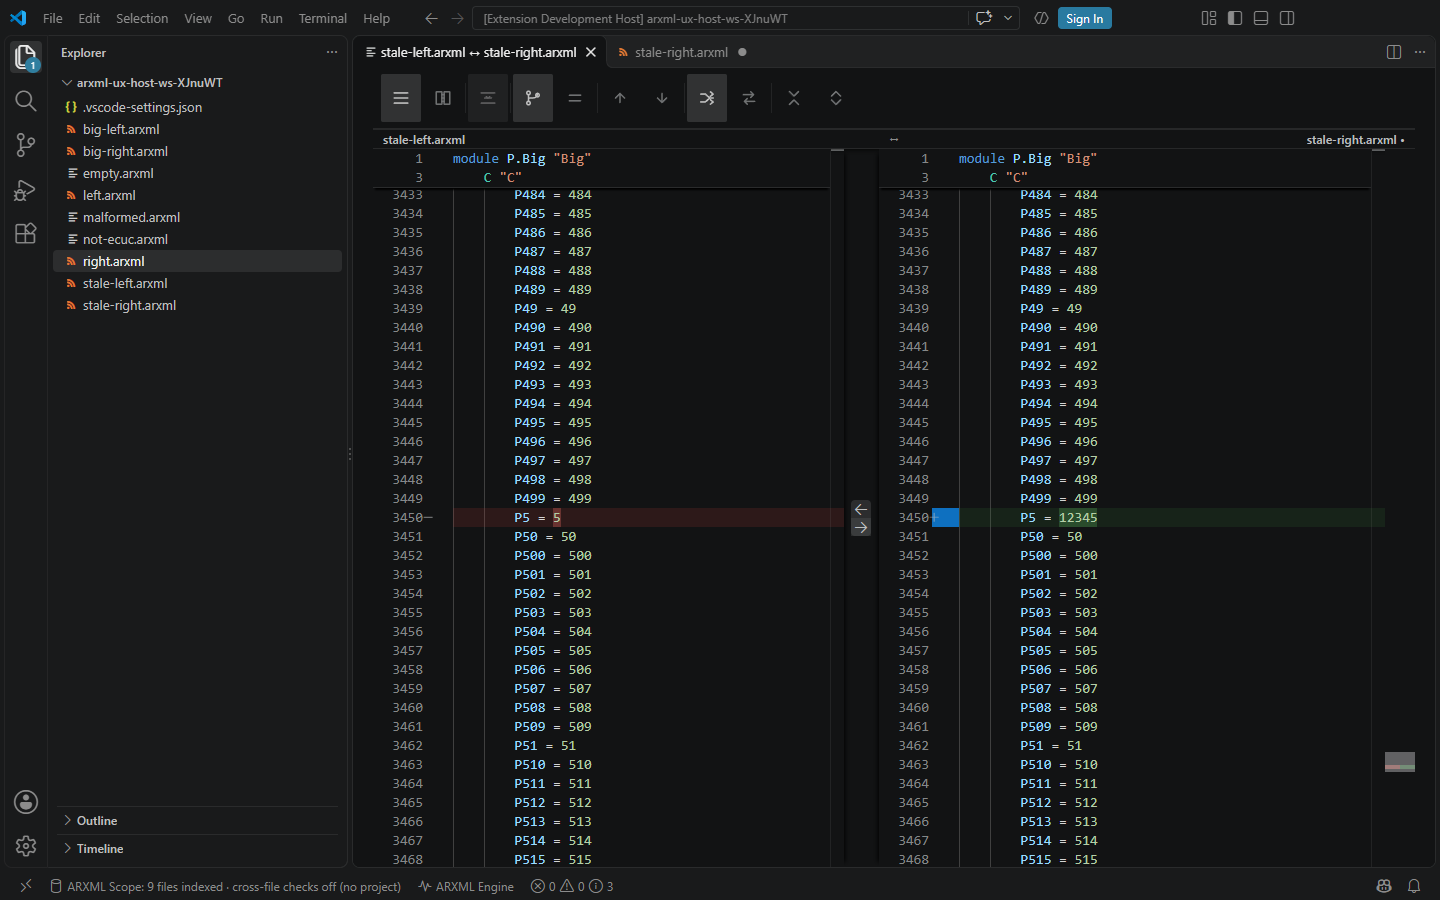 File Edit Selection View Go Run Terminal Help
[Extension Development Host] arxml-ux-host-ws-XJnuWT
Sign In
Explorer
1
arxml-ux-host-ws-XJnuWT
.vscode-settings.json
big-left.arxml
big-right.arxml
empty.arxml
left.arxml
malformed.arxml
not-ecuc.arxml
right.arxml
stale-left.arxml
stale-right.arxml
Outline
Timeline
stale-left.arxml ↔ stale-right.arxml
stale-right.arxml
stale-left.arxml ↔ stale-right.arxml •
1 module P.Big "Big" 1 module P.Big "Big"
3 C "C" 3 C "C"
3433 P484 = 484 3433 P484 = 484
3434 P485 = 485 3434 P485 = 485
3435 P486 = 486 3435 P486 = 486
3436 P487 = 487 3436 P487 = 487
3437 P488 = 488 3437 P488 = 488
3438 P489 = 489 3438 P489 = 489
3439 P49 = 49 3439 P49 = 49
3440 P490 = 490 3440 P490 = 490
3441 P491 = 491 3441 P491 = 491
3442 P492 = 492 3442 P492 = 492
3443 P493 = 493 3443 P493 = 493
3444 P494 = 494 3444 P494 = 494
3445 P495 = 495 3445 P495 = 495
3446 P496 = 496 3446 P496 = 496
3447 P497 = 497 3447 P497 = 497
3448 P498 = 498 3448 P498 = 498
3449 P499 = 499 3449 P499 = 499
3450− P5 = 5 3450+ P5 = 12345
3451 P50 = 50 3451 P50 = 50
3452 P500 = 500 3452 P500 = 500
3453 P501 = 501 3453 P501 = 501
3454 P502 = 502 3454 P502 = 502
3455 P503 = 503 3455 P503 = 503
3456 P504 = 504 3456 P504 = 504
3457 P505 = 505 3457 P505 = 505
3458 P506 = 506 3458 P506 = 506
3459 P507 = 507 3459 P507 = 507
3460 P508 = 508 3460 P508 = 508
3461 P509 = 509 3461 P509 = 509
3462 P51 = 51 3462 P51 = 51
3463 P510 = 510 3463 P510 = 510
3464 P511 = 511 3464 P511 = 511
3465 P512 = 512 3465 P512 = 512
3466 P513 = 513 3466 P513 = 513
3467 P514 = 514 3467 P514 = 514
3468 P515 = 515 3468 P515 = 515
ARXML Scope: 9 files indexed · cross-file checks off (no project) ARXML Engine 0 0 3